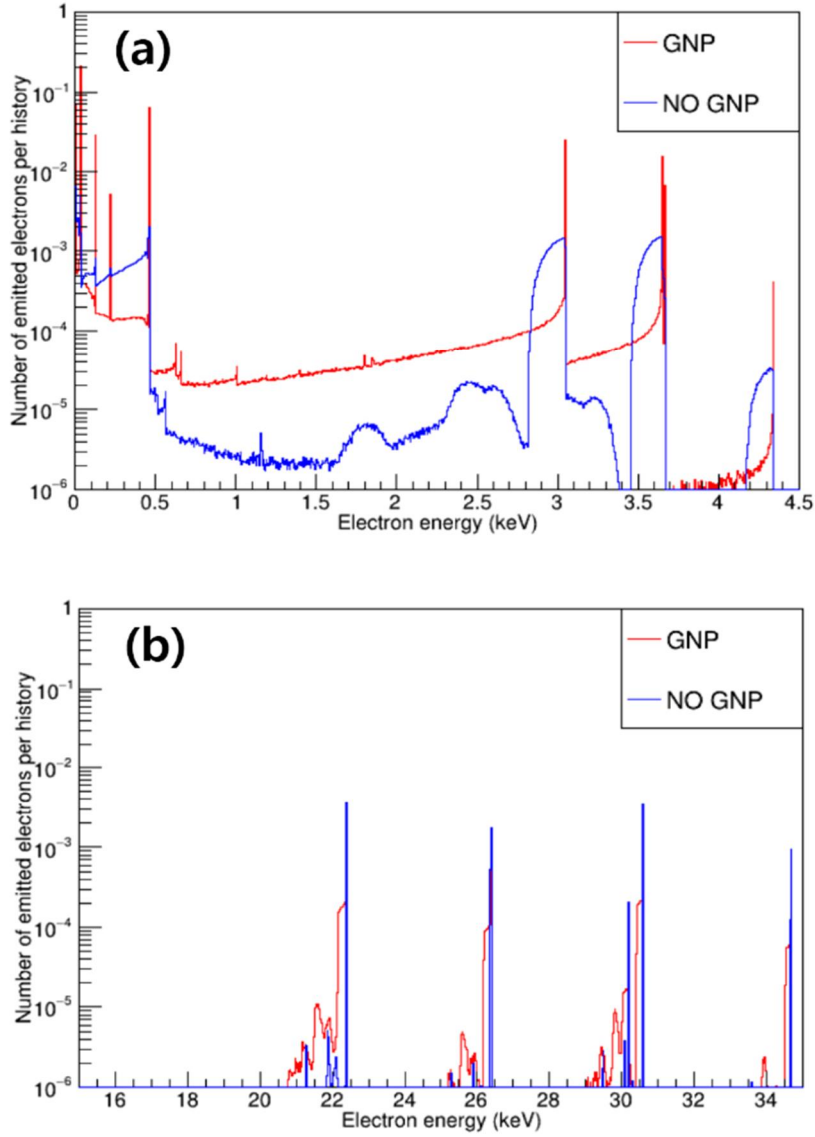 (a)
GNP
NO GNP
Number of emitted electrons per history
1
10⁻¹
10⁻²
10⁻³
10⁻⁴
10⁻⁵
10⁻⁶
0 0.5 1 1.5 2 2.5 3 3.5 4 4.5
Electron energy (keV)
(b)
GNP
NO GNP
Number of emitted electrons per history
1
10⁻¹
10⁻²
10⁻³
10⁻⁴
10⁻⁵
10⁻⁶
16 18 20 22 24 26 28 30 32 34
Electron energy (keV)